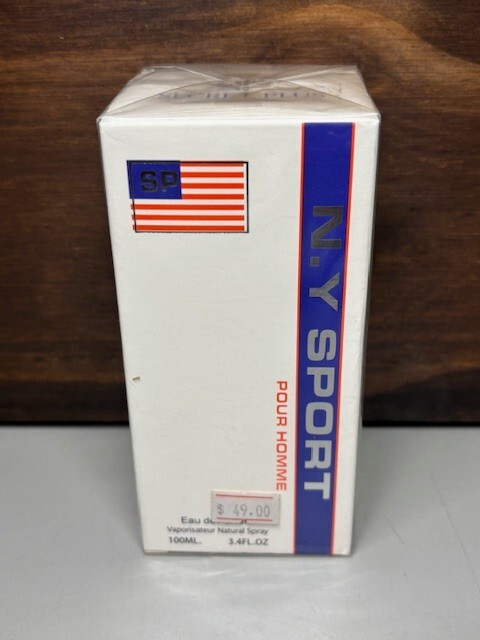 SP
N.Y SPORT
POUR HOMME
$ 49.00
Eau de
Vaporisateur Natural Spray
100ML. 3.4FL.OZ